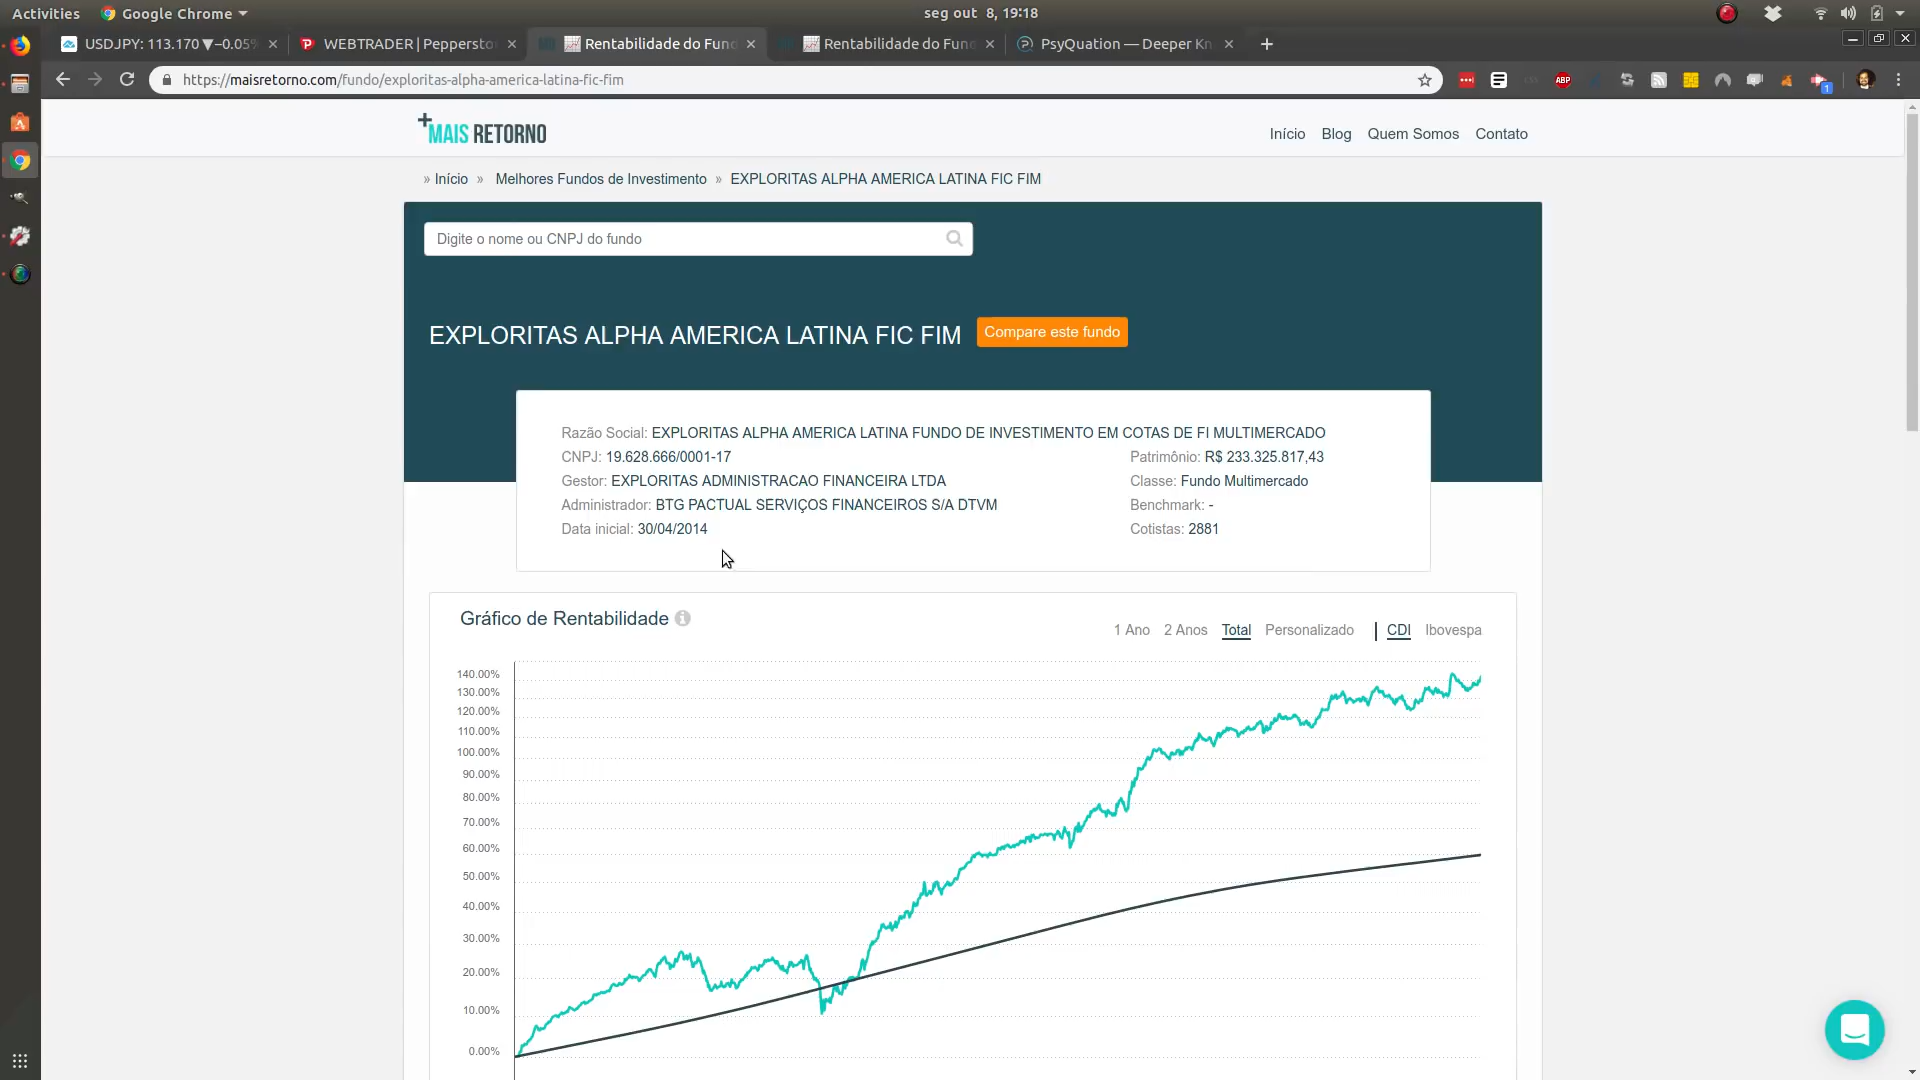 Activities Google Chrome seg out 8, 19:18
USDJPY: 113.170 ▼−0.05% WEBTRADER | Peppersto Rentabilidade do Fund Rentabilidade do Fun PsyQuation — Deeper Kn
https://maisretorno.com/fundo/exploritas-alpha-america-latina-fic-fim ABP 1
+MAIS RETORNO Início Blog Quem Somos Contato
» Início » Melhores Fundos de Investimento » EXPLORITAS ALPHA AMERICA LATINA FIC FIM
Digite o nome ou CNPJ do fundo
EXPLORITAS ALPHA AMERICA LATINA FIC FIM Compare este fundo
Razão Social: EXPLORITAS ALPHA AMERICA LATINA FUNDO DE INVESTIMENTO EM COTAS DE FI MULTIMERCADO
CNPJ: 19.628.666/0001-17 Patrimônio: R$ 233.325.817,43
Gestor: EXPLORITAS ADMINISTRACAO FINANCEIRA LTDA Classe: Fundo Multimercado
Administrador: BTG PACTUAL SERVIÇOS FINANCEIROS S/A DTVM Benchmark: -
Data inicial: 30/04/2014 Cotistas: 2881
Gráfico de Rentabilidade
1 Ano 2 Anos Total Personalizado | CDI Ibovespa
140.00%
130.00%
120.00%
110.00%
100.00%
90.00%
80.00%
70.00%
60.00%
50.00%
40.00%
30.00%
20.00%
10.00%
0.00%